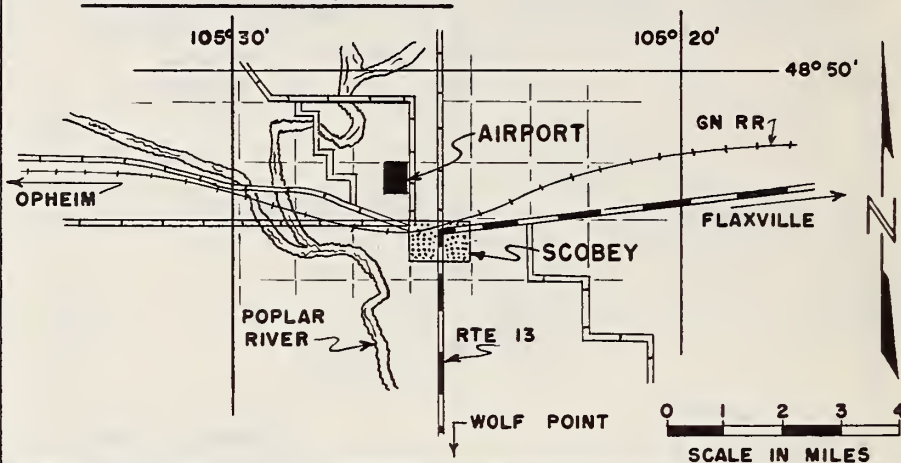 105° 30'
105° 20'
48° 50'
AIRPORT
GN RR
OPHEIM
FLAXVILLE
N
SCOBEY
POPLAR
RIVER
RTE 13
WOLF POINT
0 1 2 3 4
SCALE IN MILES